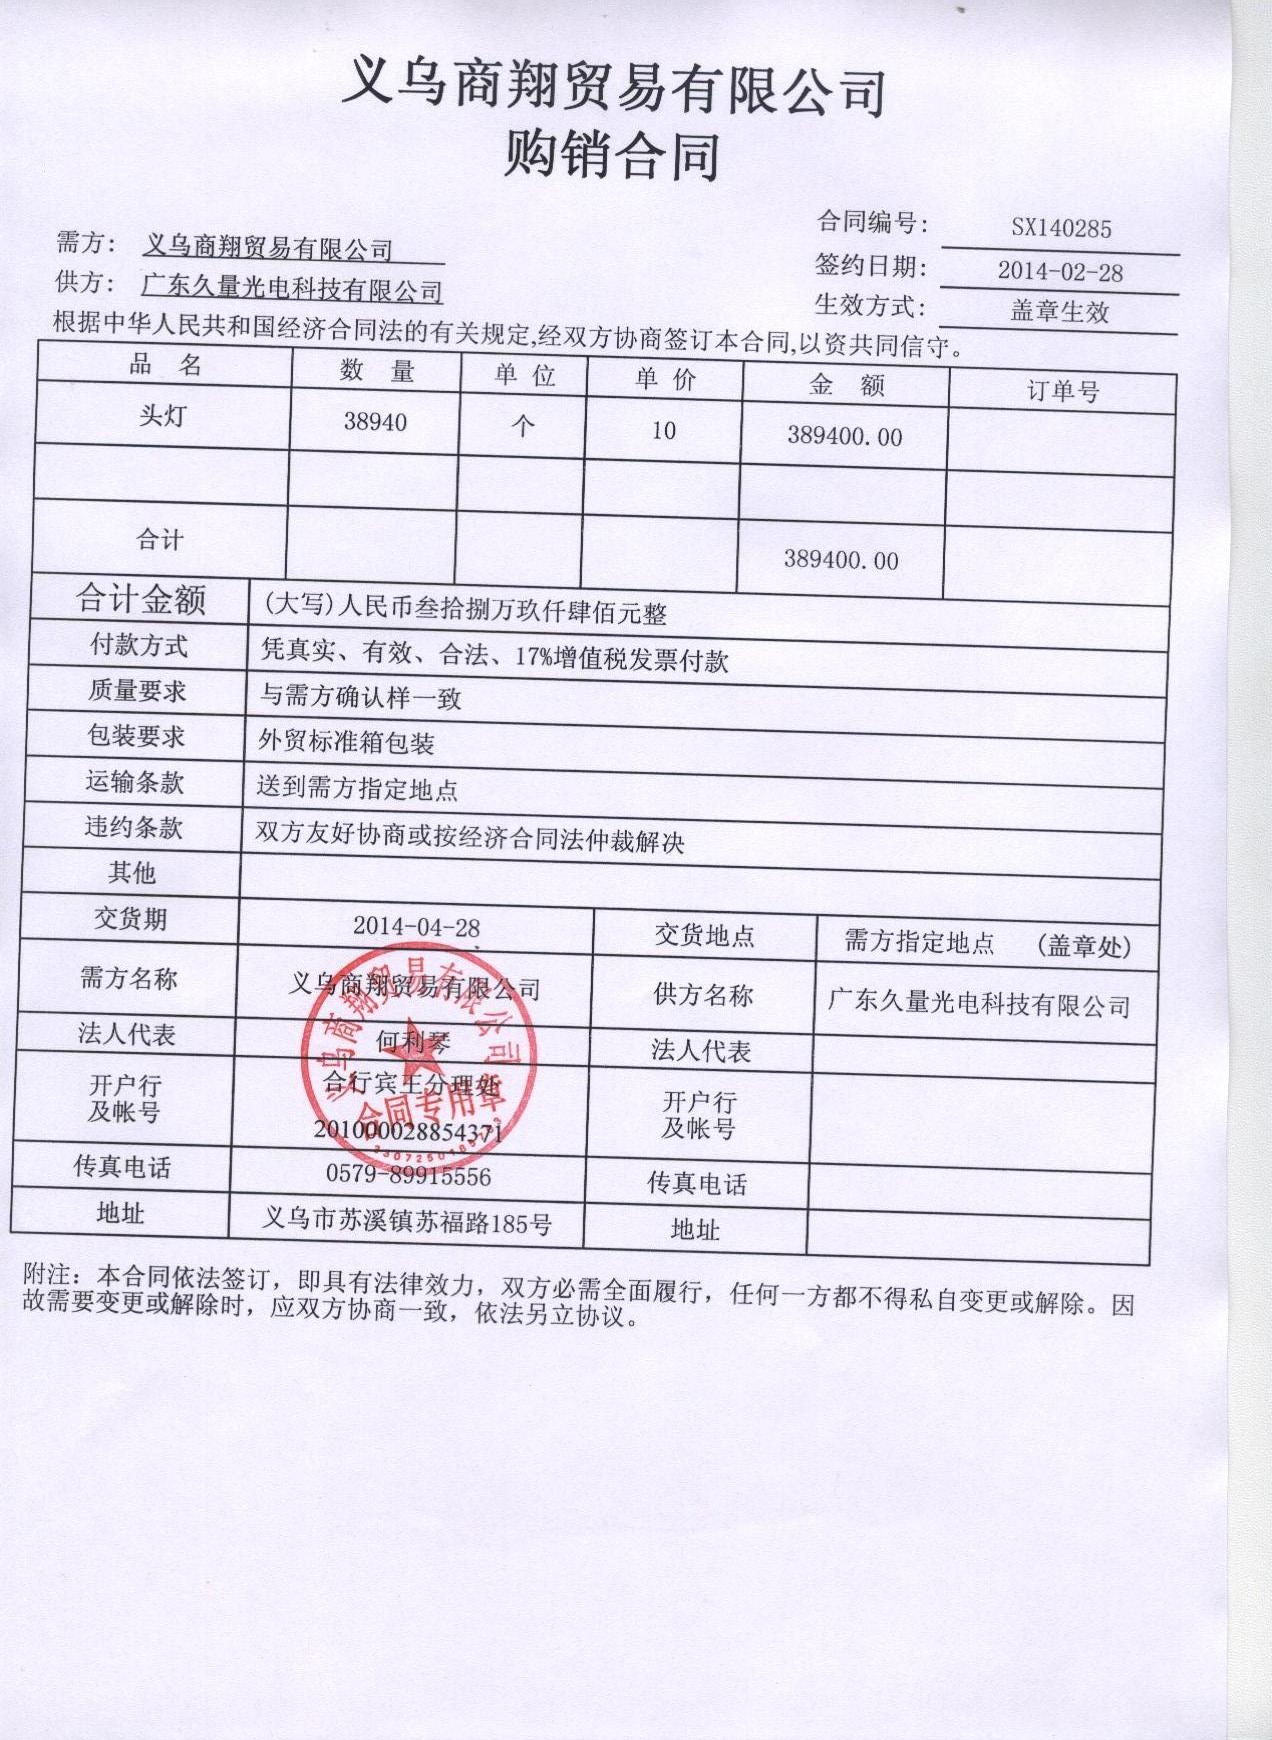 义乌商翔贸易有限公司
购销合同
合同编号： SX140285
需方： 义乌商翔贸易有限公司
签约日期： 2014-02-28
供方： 广东久量光电科技有限公司
生效方式： 盖章生效
根据中华人民共和国经济合同法的有关规定,经双方协商签订本合同,以资共同信守。
品 名 数 量 单 位 单 价 金 额 订单号
头灯 38940 个 10 389400.00
合计 389400.00
合计金额 (大写)人民币叁拾捌万玖仟肆佰元整
付款方式 凭真实、有效、合法、17%增值税发票付款
质量要求 与需方确认样一致
包装要求 外贸标准箱包装
运输条款 送到需方指定地点
违约条款 双方友好协商或按经济合同法仲裁解决
其他
交货期 2014-04-28 交货地点 需方指定地点 (盖章处)
需方名称 义乌商翔贸易有限公司 供方名称 广东久量光电科技有限公司
法人代表 何利琴 法人代表
开户行 合行宾王分理处 开户行
及帐号 201000028854371 及帐号
传真电话 0579-89915556 传真电话
地址 义乌市苏溪镇苏福路185号 地址
义乌商翔贸易有限公司
合同专用章
附注：本合同依法签订，即具有法律效力，双方必需全面履行，任何一方都不得私自变更或解除。因
故需要变更或解除时，应双方协商一致，依法另立协议。